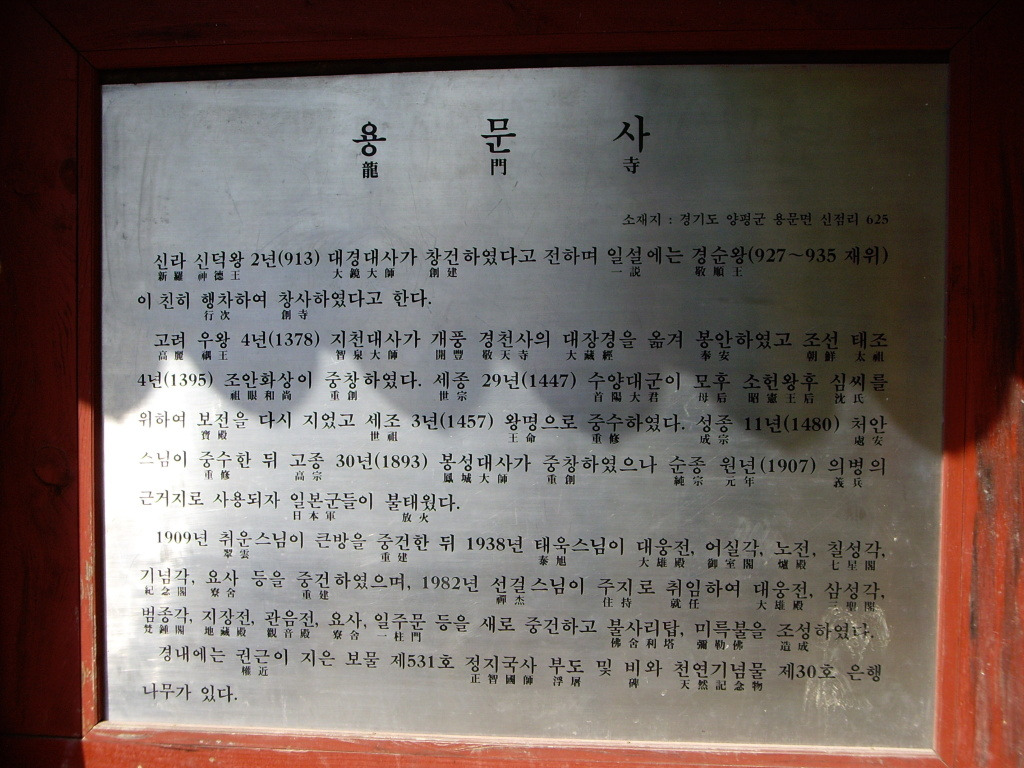 용 문 사
龍 門 寺
소재지 : 경기도 양평군 용문면 신점리 625
신라 신덕왕 2년(913) 대경대사가 창건하였다고 전하며 일설에는 경순왕(927~935 재위)
新羅 神德王 大鏡大師 創建 一説 敬順王
이 친히 행차하여 창사하였다고 한다.
行次 創寺
고려 우왕 4년(1378) 지천대사가 개풍 경천사의 대장경을 옮겨 봉안하였고 조선 태조
高麗 禑王 智泉大師 開豊 敬天寺 大藏經 奉安 朝鮮 太祖
4년(1395) 조안화상이 중창하였다. 세종 29년(1447) 수양대군이 모후 소헌왕후 심씨를
祖眼和尙 重創 世宗 首陽大君 母后 昭憲王后 沈氏
위하여 보전을 다시 지었고 세조 3년(1457) 왕명으로 중수하였다. 성종 11년(1480) 처안
寶殿 世祖 王命 重修 成宗 處安
스님이 중수한 뒤 고종 30년(1893) 봉성대사가 중창하였으나 순종 원년(1907) 의병의
重修 高宗 鳳城大師 重創 純宗 元年 義兵
근거지로 사용되자 일본군들이 불태웠다.
日本軍 放火
1909년 취운스님이 큰방을 중건한 뒤 1938년 태욱스님이 대웅전, 어실각, 노전, 칠성각,
翠雲 重建 泰旭 大雄殿 御室閣 爐殿 七星閣
기념각, 요사 등을 중건하였으며, 1982년 선걸스님이 주지로 취임하여 대웅전, 삼성각,
紀念閣 寮舍 重建 禪杰 住持 就任 大雄殿 三聖閣
범종각, 지장전, 관음전, 요사, 일주문 등을 새로 중건하고 불사리탑, 미륵불을 조성하였다.
梵鍾閣 地藏殿 觀音殿 寮舍 一柱門 佛舍利塔 彌勒佛 造成
경내에는 권근이 지은 보물 제531호 정지국사 부도 및 비와 천연기념물 제30호 은행
權近 正智國師 浮屠 碑 天然記念物
나무가 있다.